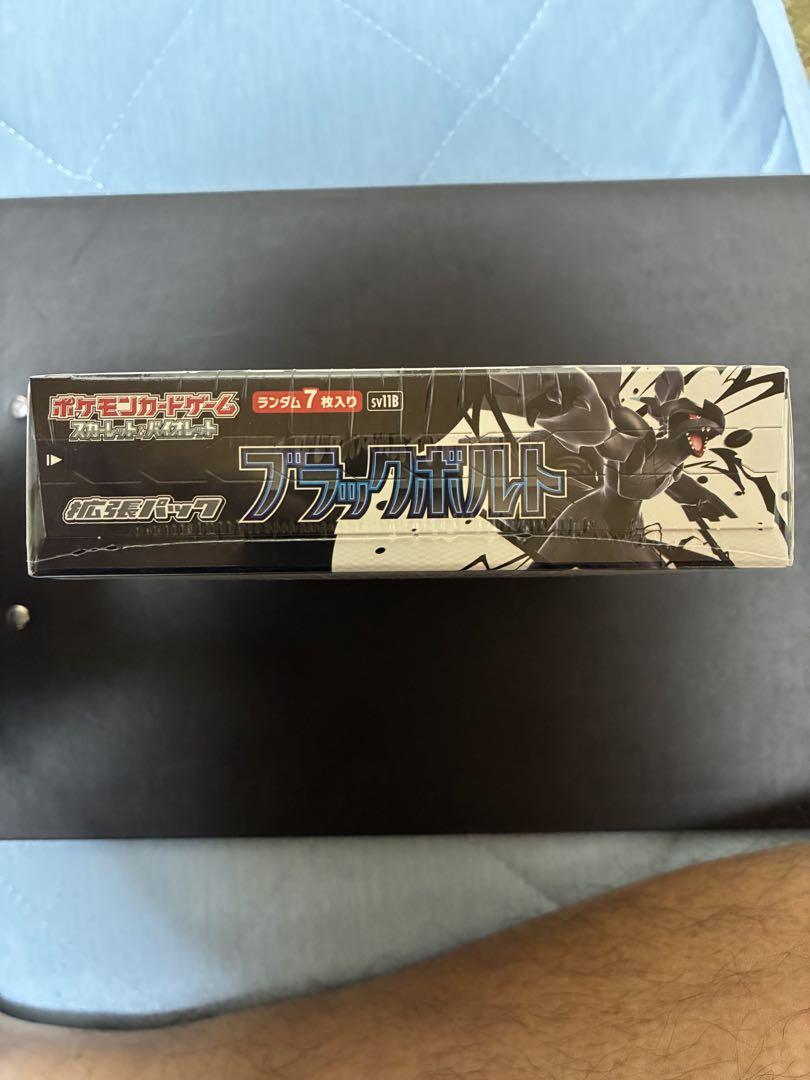 ポケモンカードゲーム
スカーレット&バイオレット
ランダム7枚入り
SV11B
拡張パック
ブラックボルト